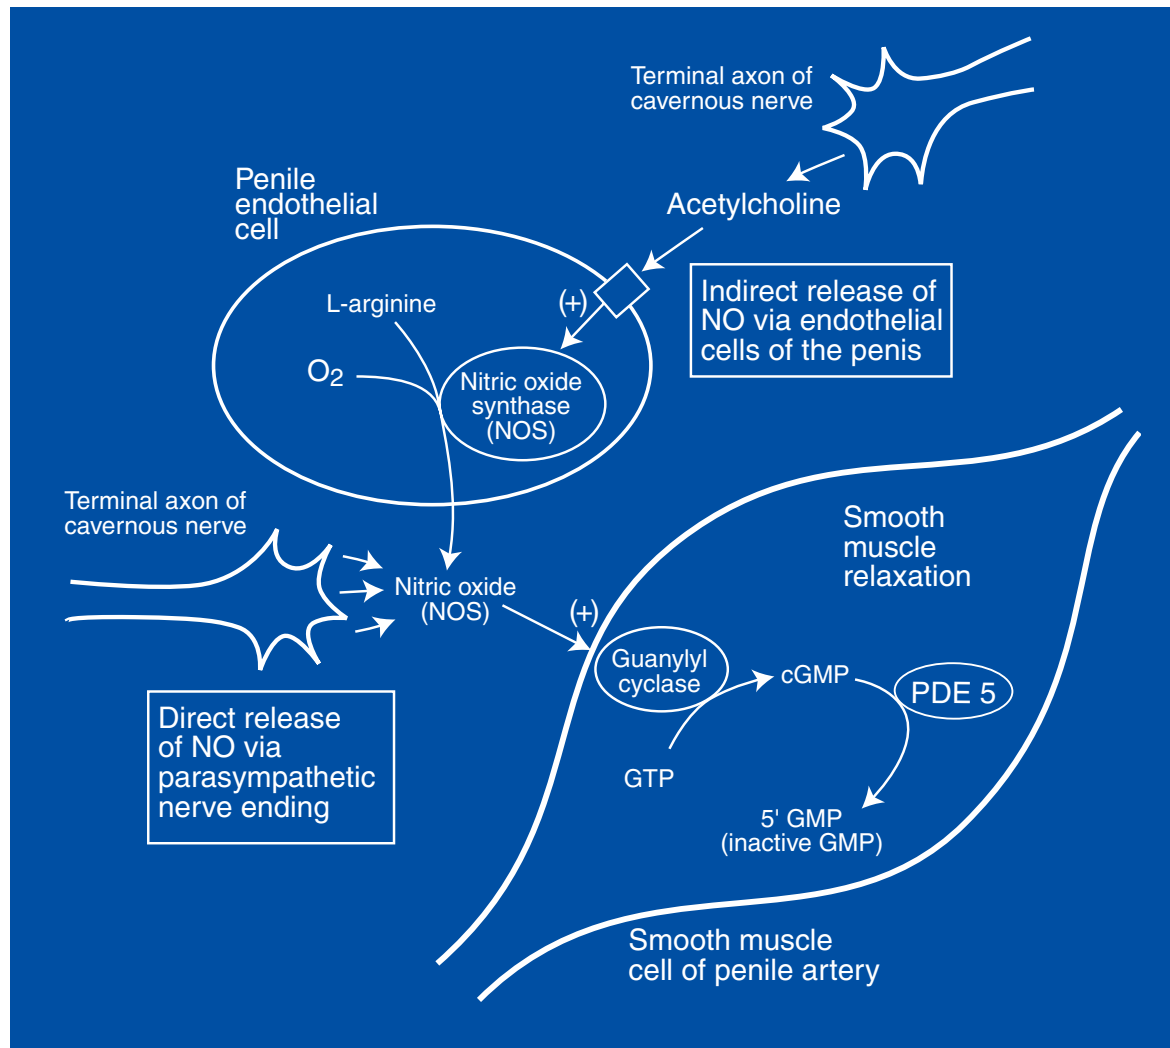 Terminal axon of
cavernous nerve
Penile
endothelial
cell
Acetylcholine
Indirect release of
NO via endothelial
cells of the penis
(+)
L-arginine
O2
Nitric oxide
synthase
(NOS)
Terminal axon of
cavernous nerve
Smooth
muscle
relaxation
Nitric oxide
(NOS)
(+)
Guanylyl
cyclase
cGMP
PDE 5
Direct release
of NO via
parasympathetic
nerve ending
GTP
5' GMP
(inactive GMP)
Smooth muscle
cell of penile artery